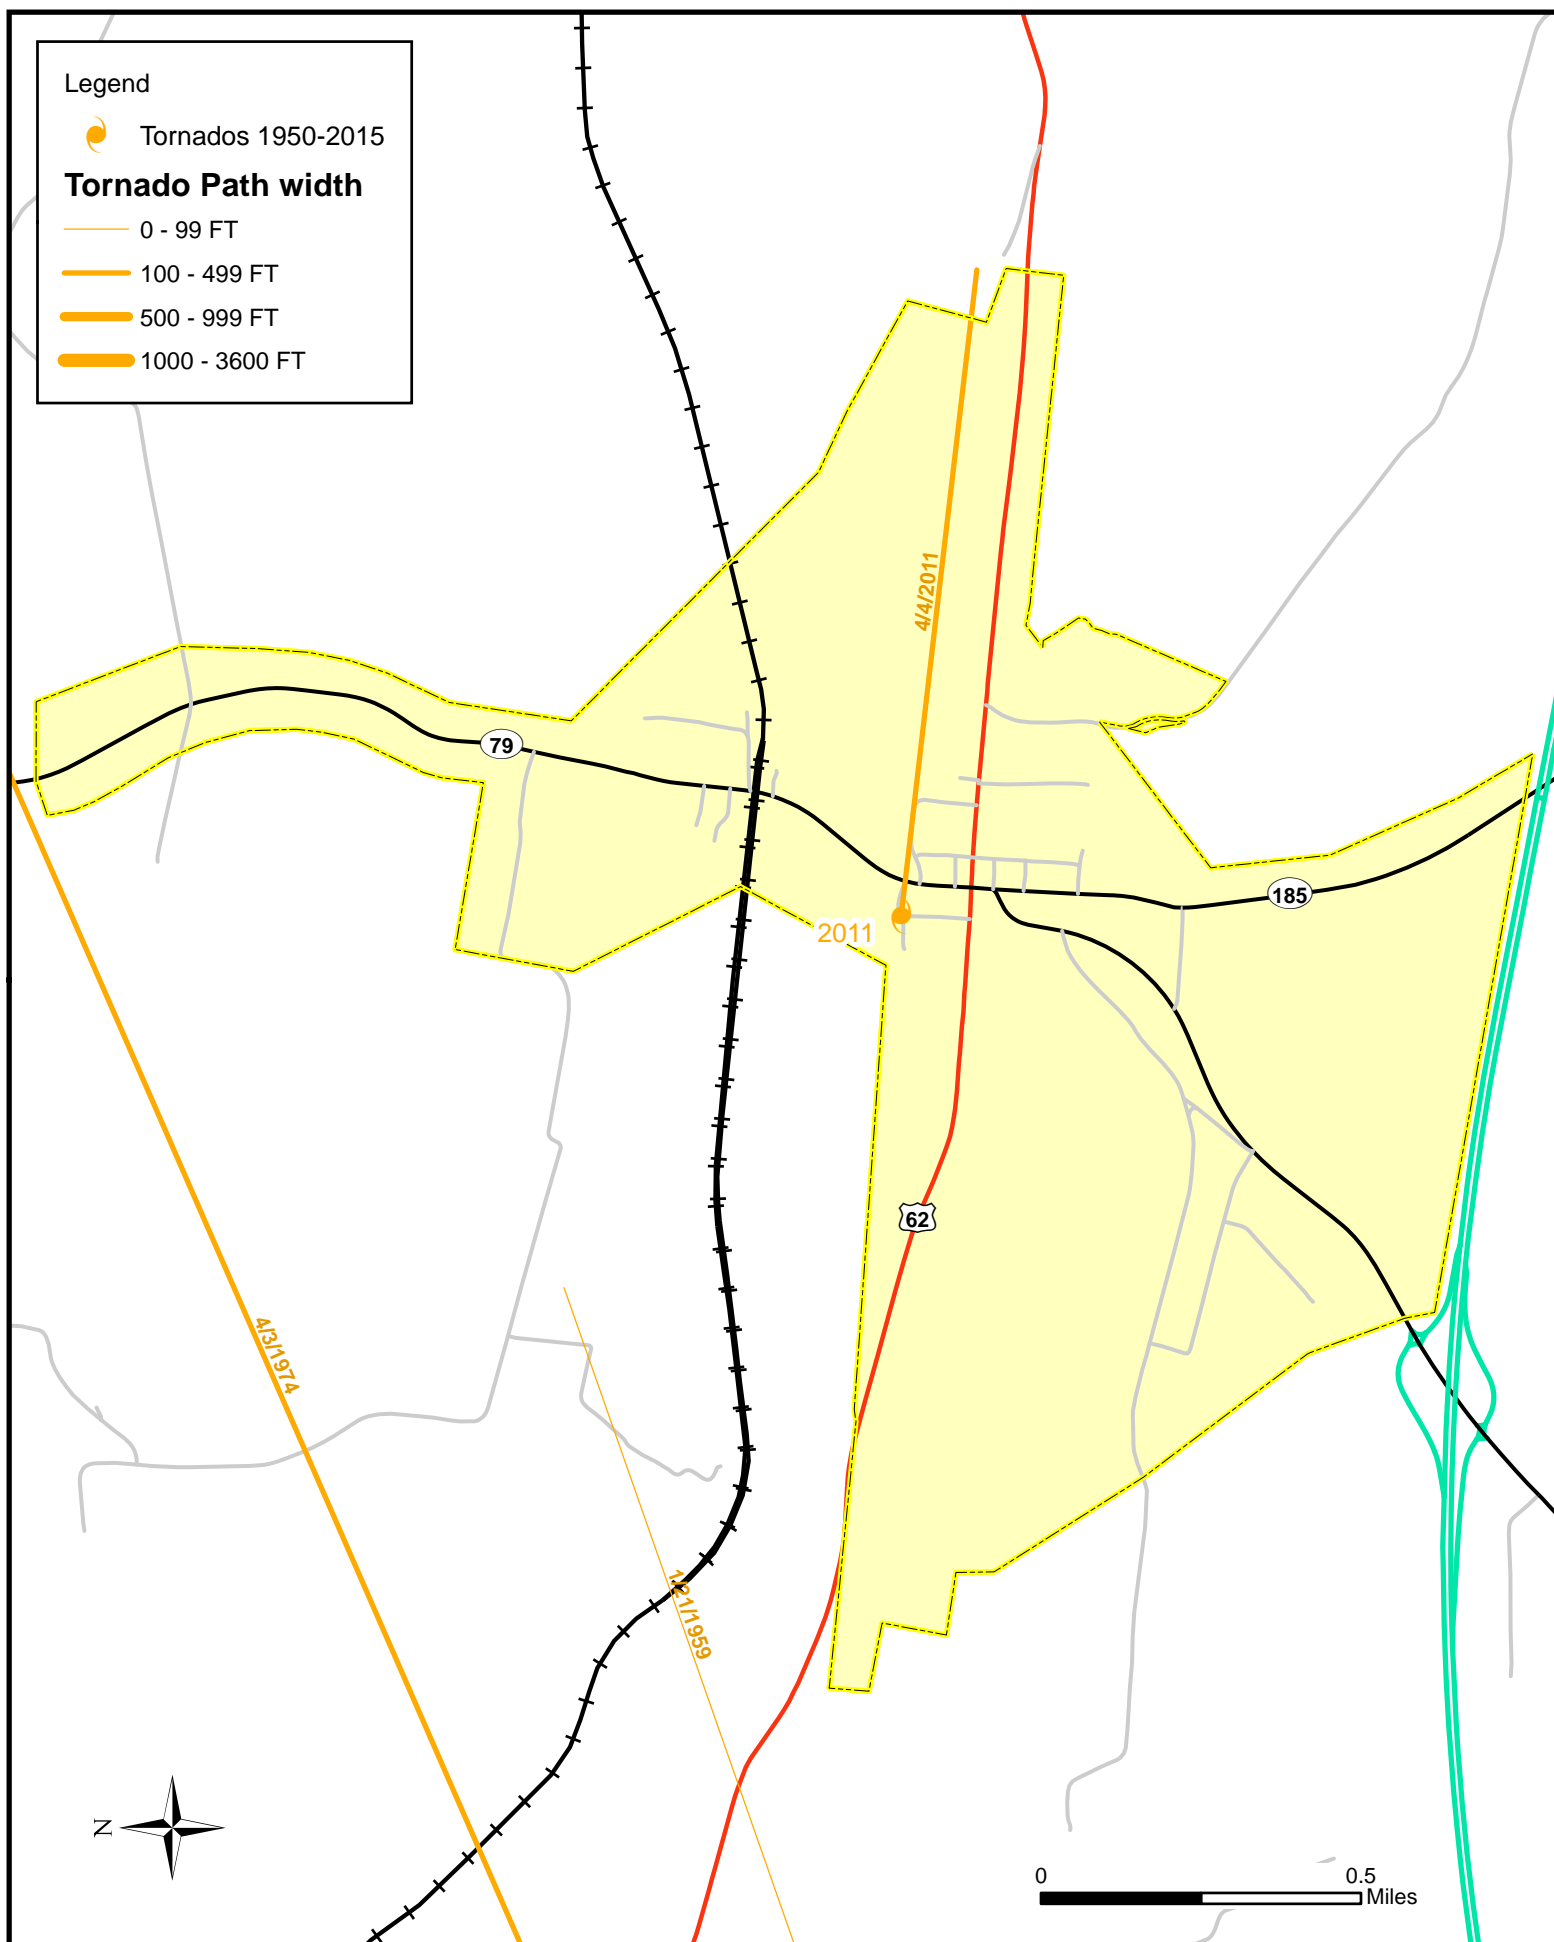 Legend
Tornados 1950-2015
Tornado Path width
0 - 99 FT
100 - 499 FT
500 - 999 FT
1000 - 3600 FT
4/4/2011
79
185
2011
62
4/3/1974
1/21/1959
N
0 0.5
Miles